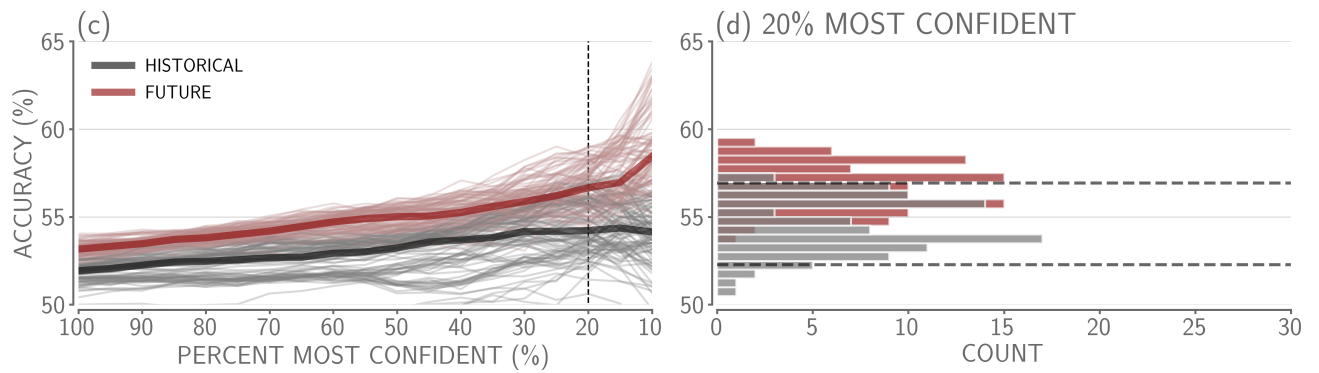 (c)
(d) 20% MOST CONFIDENT
65
60
55
50
ACCURACY (%)
HISTORICAL
FUTURE
100 90 80 70 60 50 40 30 20 10
PERCENT MOST CONFIDENT (%)
65
60
55
50
0 5 10 15 20 25 30
COUNT